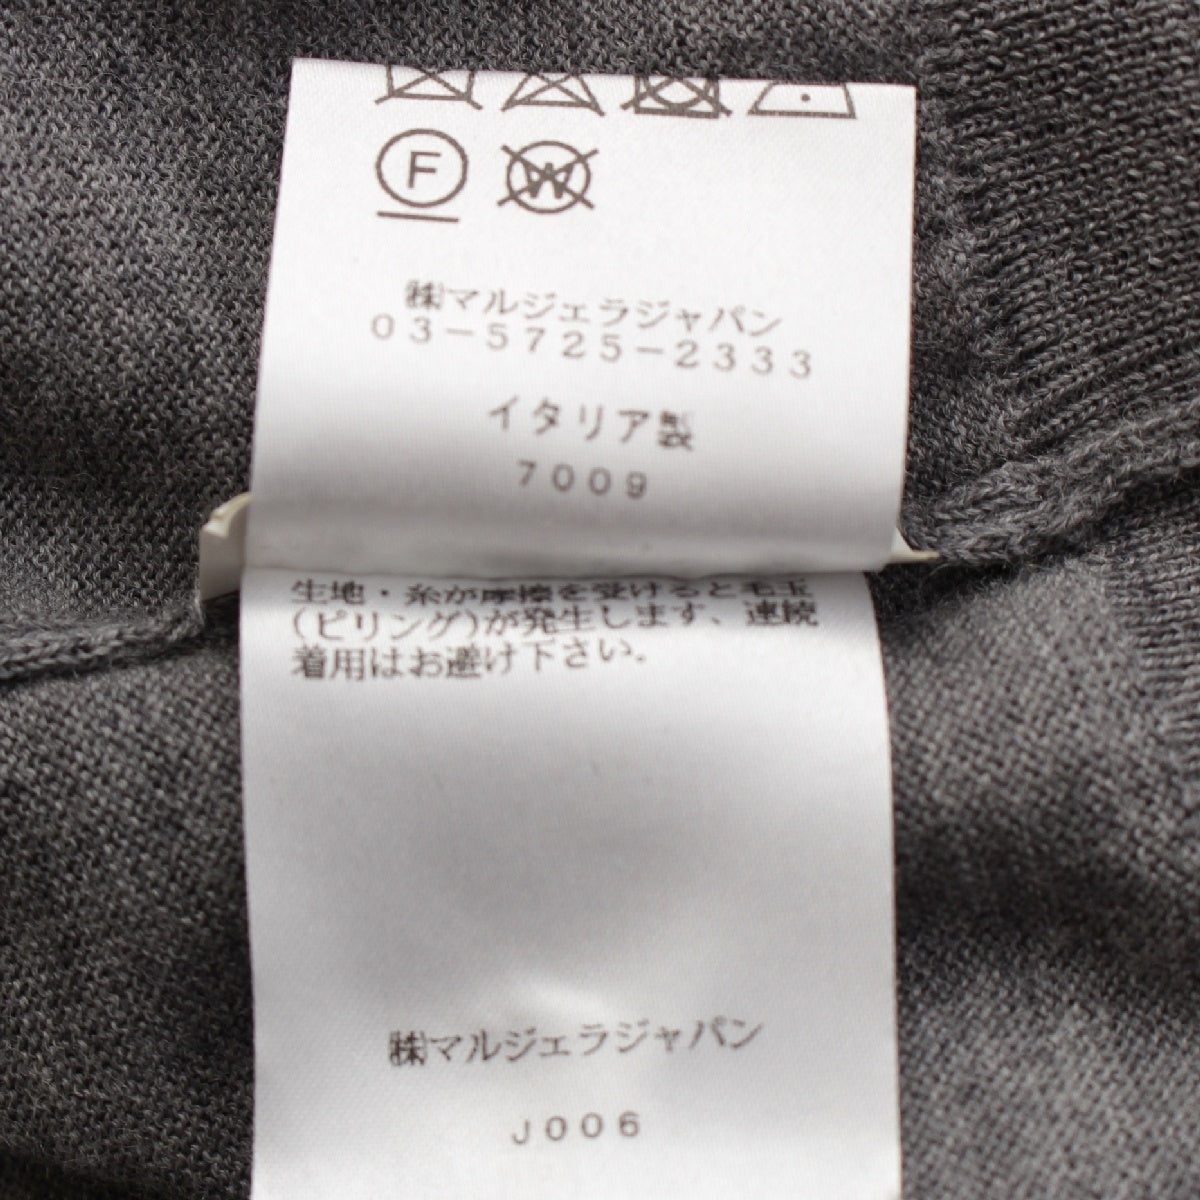 F W
㈱マルジェラジャパン
03-5725-2333
イタリア製
7009
生地・糸が摩擦を受けると毛玉
(ピリング)が発生します、連続
着用はお避け下さい.
㈱マルジェラジャパン
J006